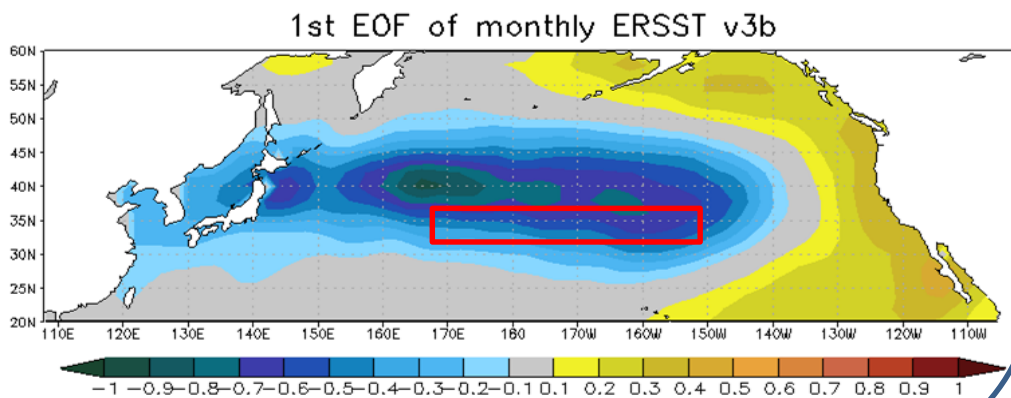 1st EOF of monthly ERSST v3b
60N
55N
50N
45N
40N
35N
30N
25N
20N
110E 120E 130E 140E 150E 160E 170E 180 170W 160W 150W 140W 130W 120W 110W
-1 -0.9 -0.8 -0.7 -0.6 -0.5 -0.4 -0.3 -0.2 -0.1 0.1 0.2 0.3 0.4 0.5 0.6 0.7 0.8 0.9 1